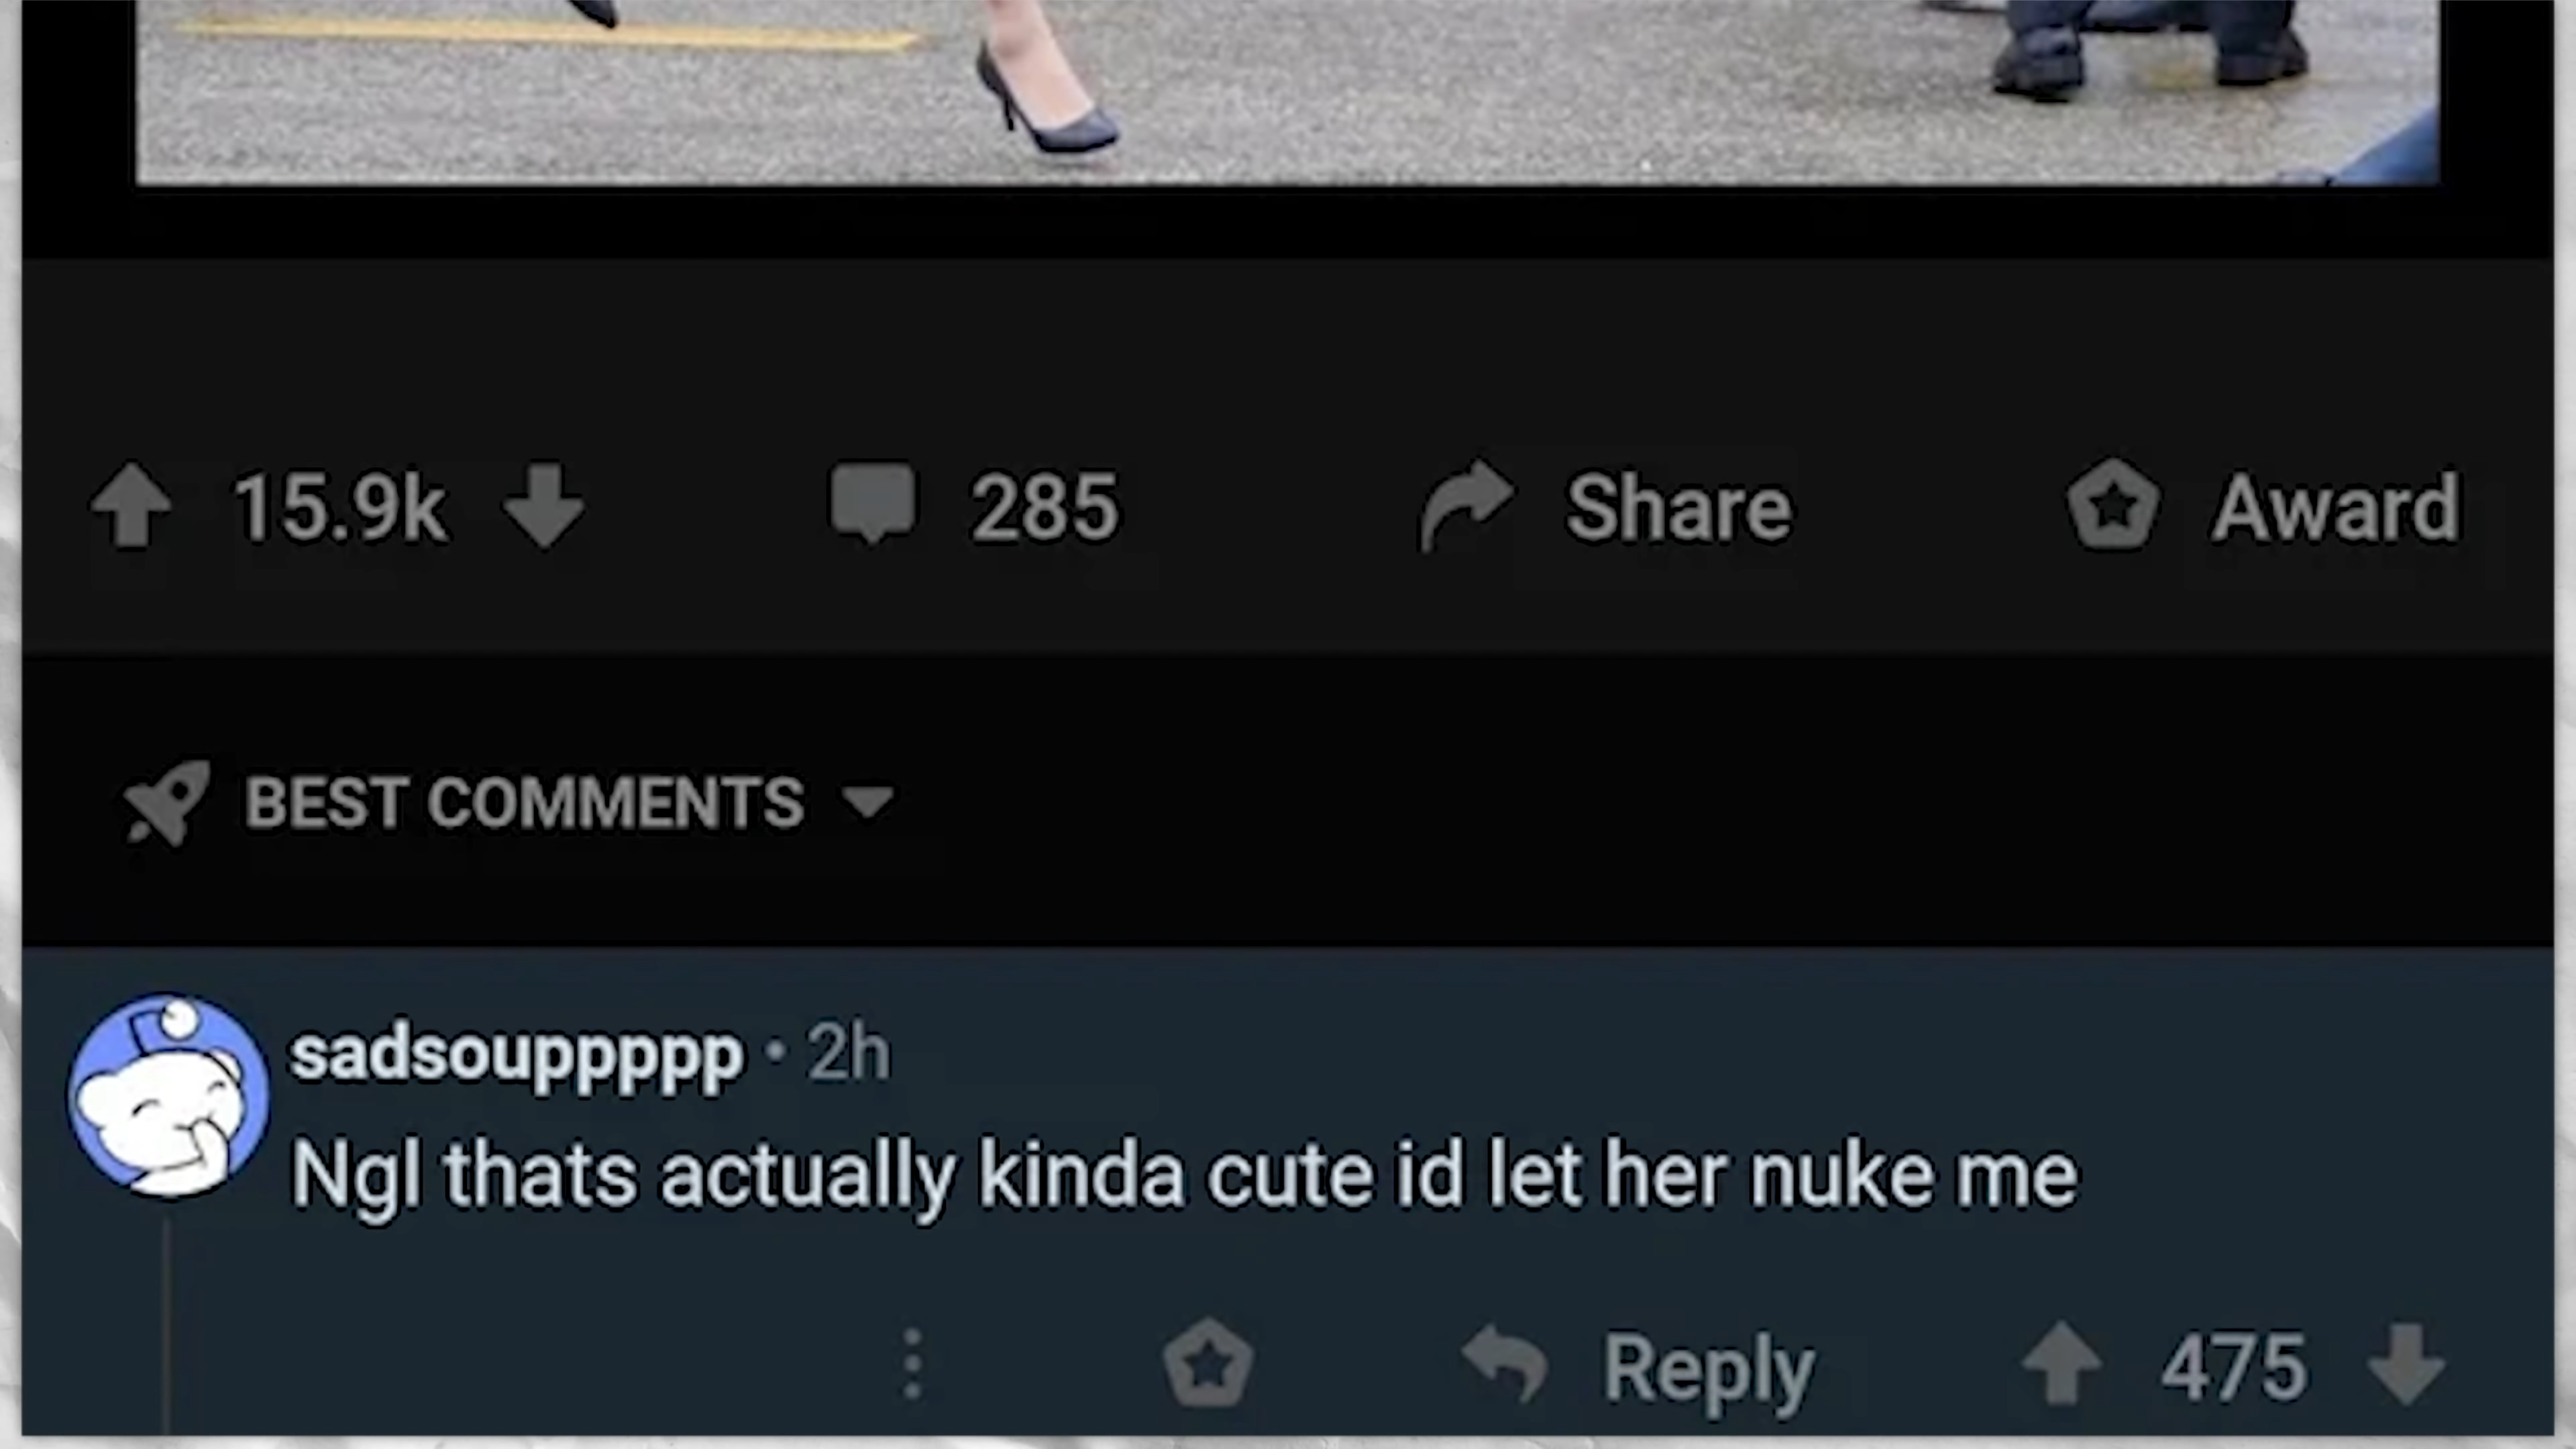 15.9k 285 Share Award
BEST COMMENTS
sadsouppppp • 2h
Ngl thats actually kinda cute id let her nuke me
Reply 475